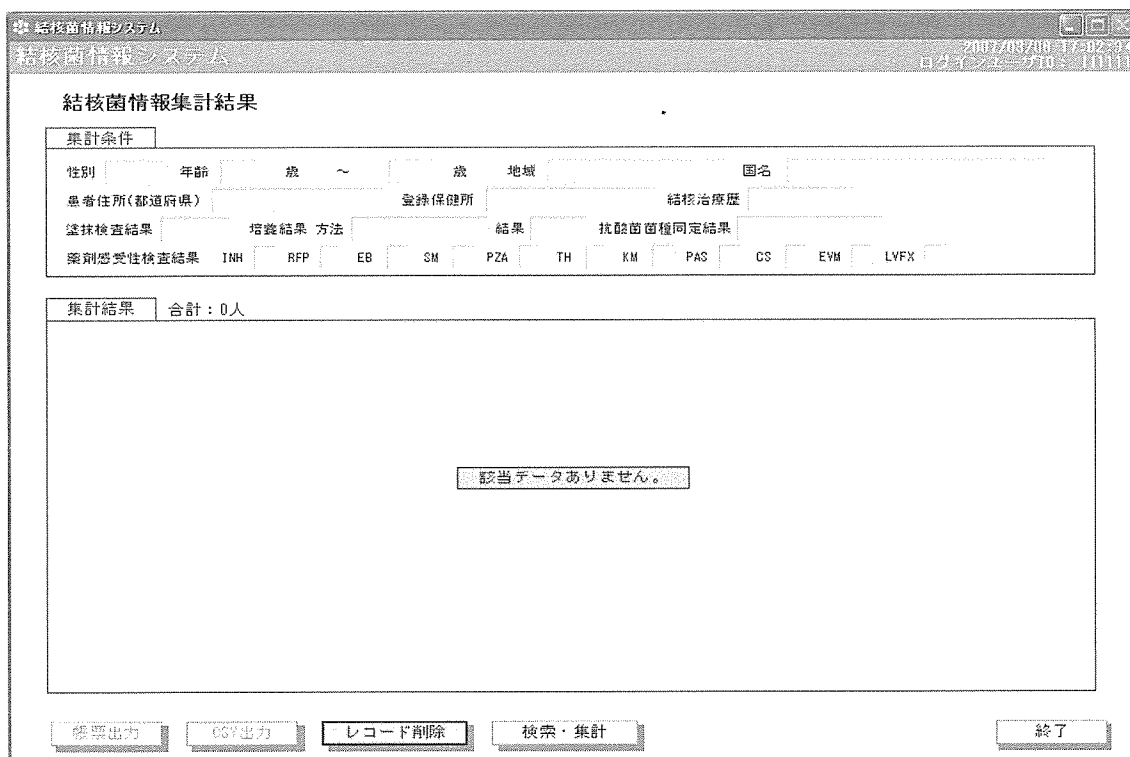 結核菌情報システム
結核菌情報システム
2007/03/08 17:02:
ログインユーザID:
結核菌情報集計結果
集計条件
性別 年齢 歳 ～ 歳 地域 国名
患者住所(都道府県) 登録保健所 結核治療歴
塗抹検査結果 培養結果 方法 結果 抗酸菌菌種同定結果
薬剤感受性検査結果 INH RFP EB SM PZA TH KM PAS CS EVM LVFX
集計結果 合計：0人
該当データありません。
帳票出力 CSV出力 レコード削除 検索・集計 終了